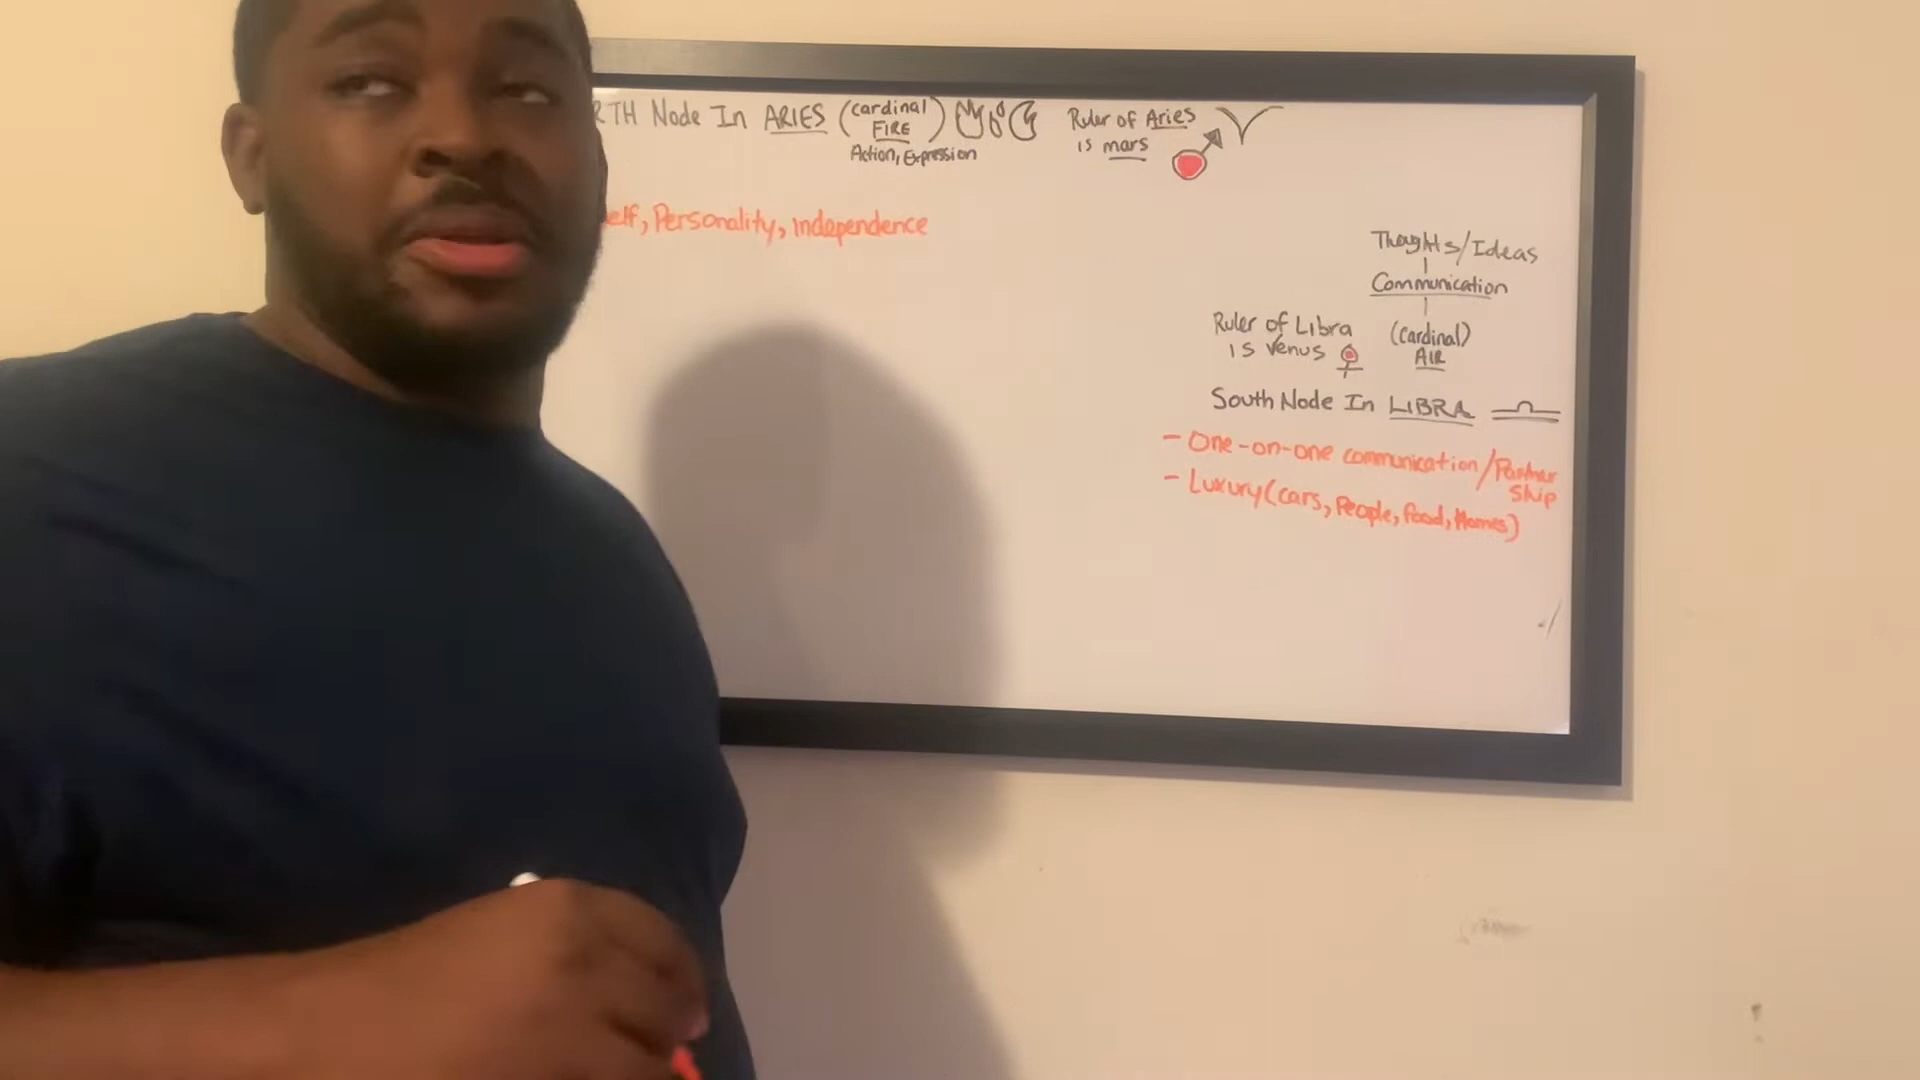 RTH Node In ARIES (cardinal FIRE)
Action, Expression
Ruler of Aries
is mars
elf, Personality, Independence
Thoughts/Ideas
Communication
(cardinal)
AIR
Ruler of Libra
is Venus
South Node In LIBRA
- One-on-one communication/Partner
ship
- Luxury(cars, People, food, Homes)